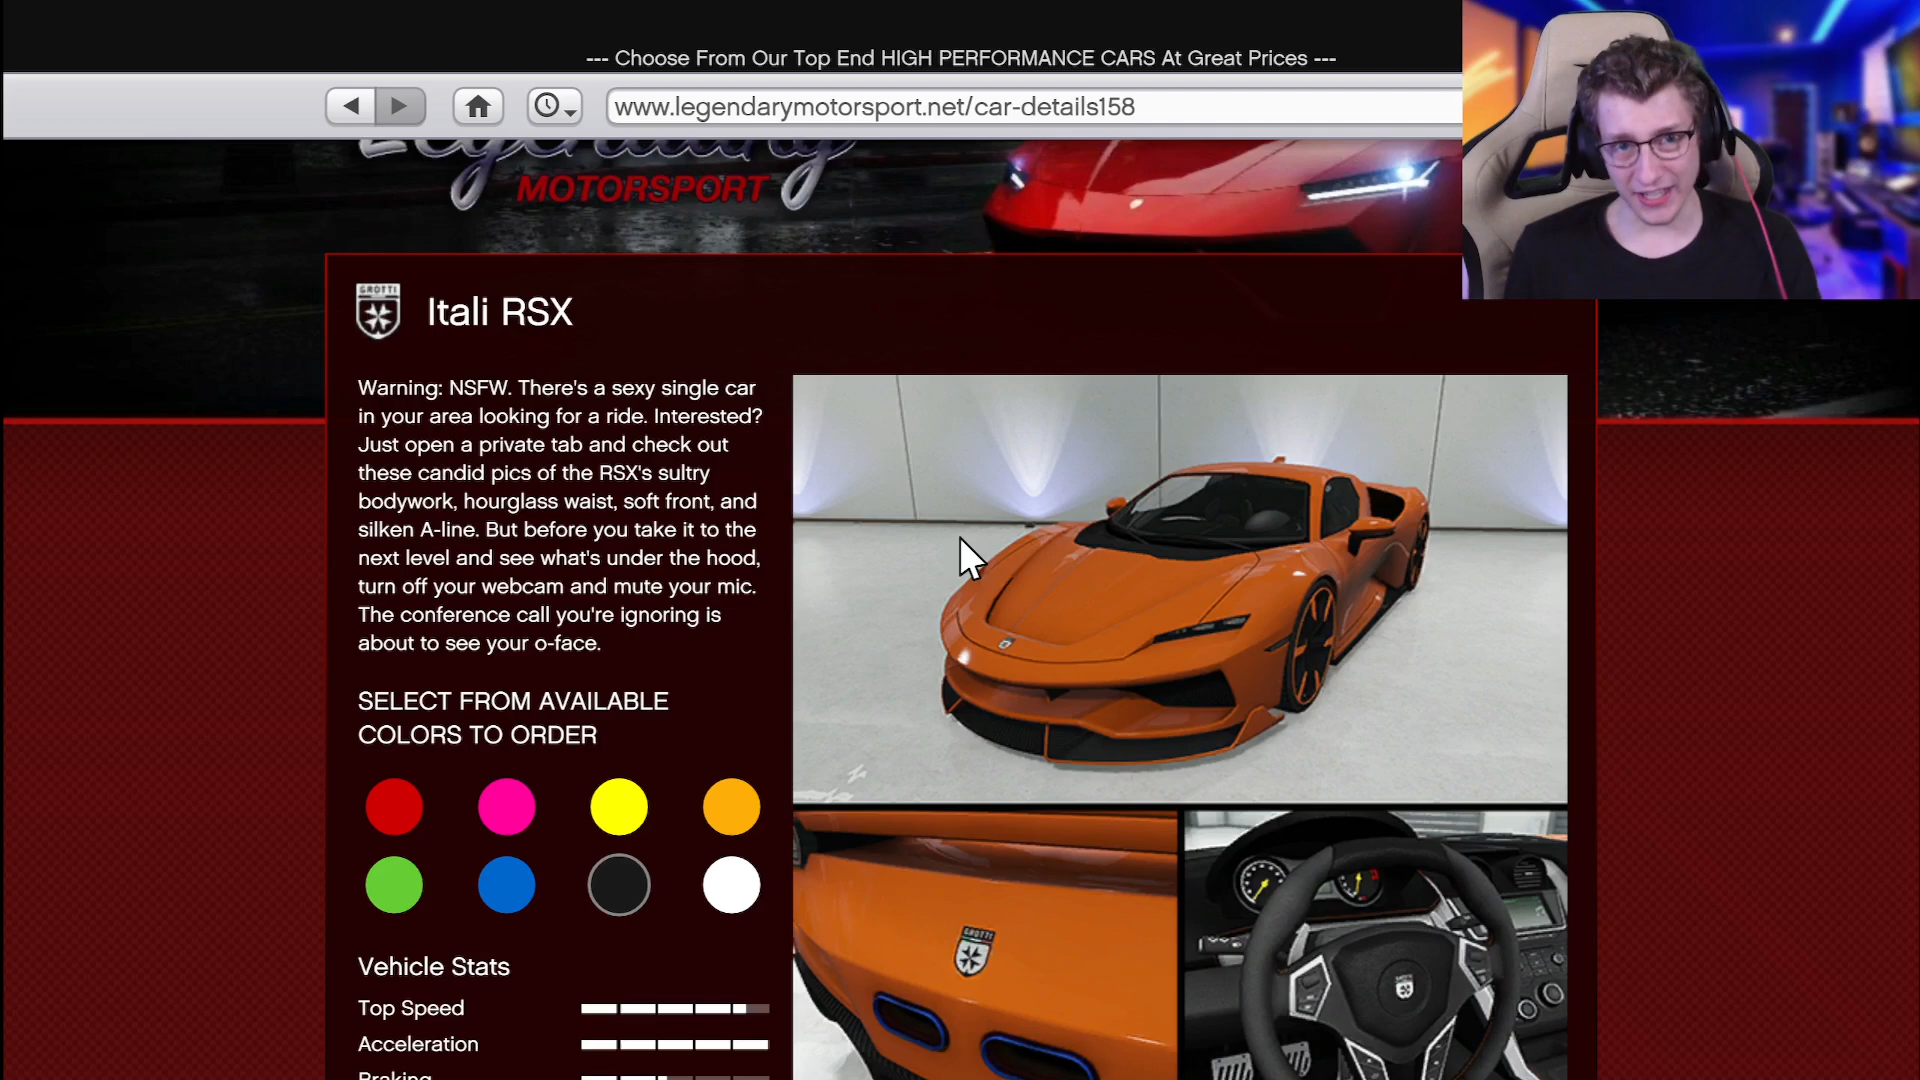 --- Choose From Our Top End HIGH PERFORMANCE CARS At Great Prices ---
www.legendarymotorsport.net/car-details158
Legendary
MOTORSPORT
GROTTI
Itali RSX
Warning: NSFW. There's a sexy single car
in your area looking for a ride. Interested?
Just open a private tab and check out
these candid pics of the RSX's sultry
bodywork, hourglass waist, soft front, and
silken A-line. But before you take it to the
next level and see what's under the hood,
turn off your webcam and mute your mic.
The conference call you're ignoring is
about to see your o-face.
SELECT FROM AVAILABLE
COLORS TO ORDER
GROTTI
Vehicle Stats
Top Speed
Acceleration
Braking